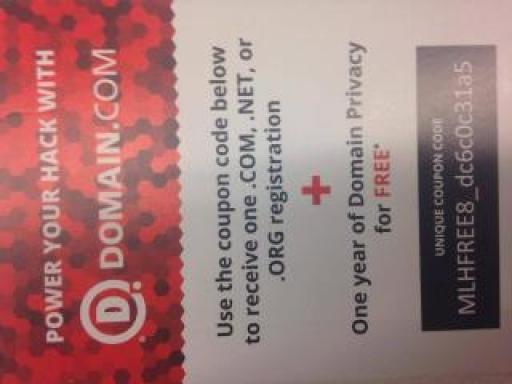 POWER YOUR HACK WITH
D DOMAIN.COM
Use the coupon code below
to receive one .COM, .NET, or
.ORG registration
+
One year of Domain Privacy
for FREE*
UNIQUE COUPON CODE
MLHFREE8_dc6c0c31a5